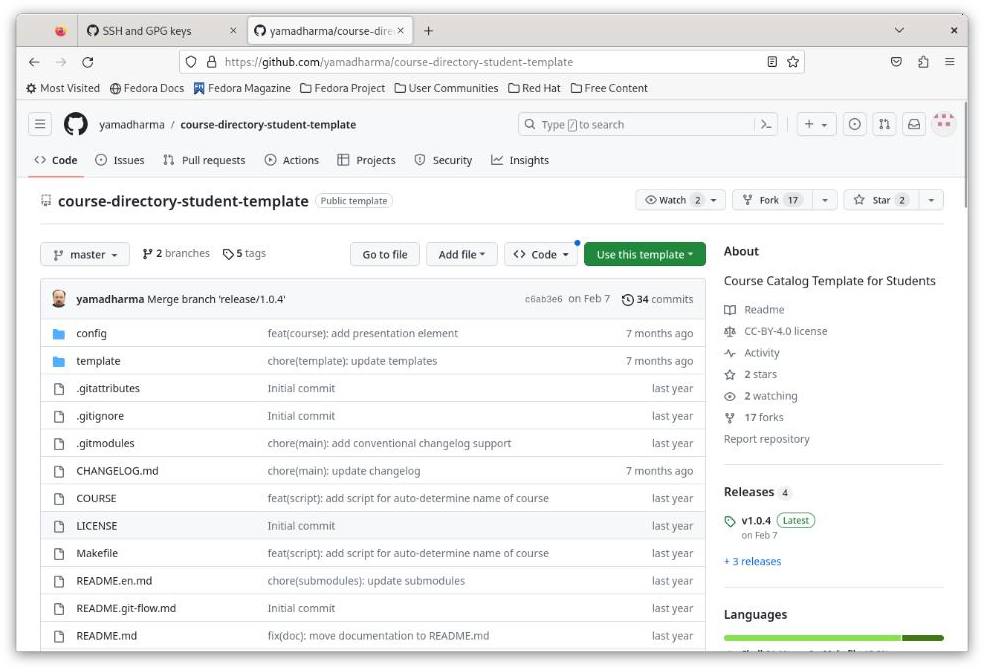 SSH and GPG keys
yamadharma/course-dire
https://github.com/yamadharma/course-directory-student-template
Most Visited Fedora Docs Fedora Magazine Fedora Project User Communities Red Hat Free Content
yamadharma / course-directory-student-template Type / to search
Code Issues Pull requests Actions Projects Security Insights
course-directory-student-template Public template Watch 2 Fork 17 Star 2
master 2 branches 5 tags Go to file Add file Code Use this template
yamadharma Merge branch 'release/1.0.4' c6ab3e6 on Feb 7 34 commits
config feat(course): add presentation element 7 months ago
template chore(template): update templates 7 months ago
.gitattributes Initial commit last year
.gitignore Initial commit last year
.gitmodules chore(main): add conventional changelog support last year
CHANGELOG.md chore(main): update changelog 7 months ago
COURSE feat(script): add script for auto-determine name of course last year
LICENSE Initial commit last year
Makefile feat(script): add script for auto-determine name of course last year
README.en.md chore(submodules): update submodules last year
README.git-flow.md Initial commit last year
README.md fix(doc): move documentation to README.md last year
About
Course Catalog Template for Students
Readme
CC-BY-4.0 license
Activity
2 stars
2 watching
17 forks
Report repository
Releases 4
v1.0.4 Latest
on Feb 7
+ 3 releases
Languages